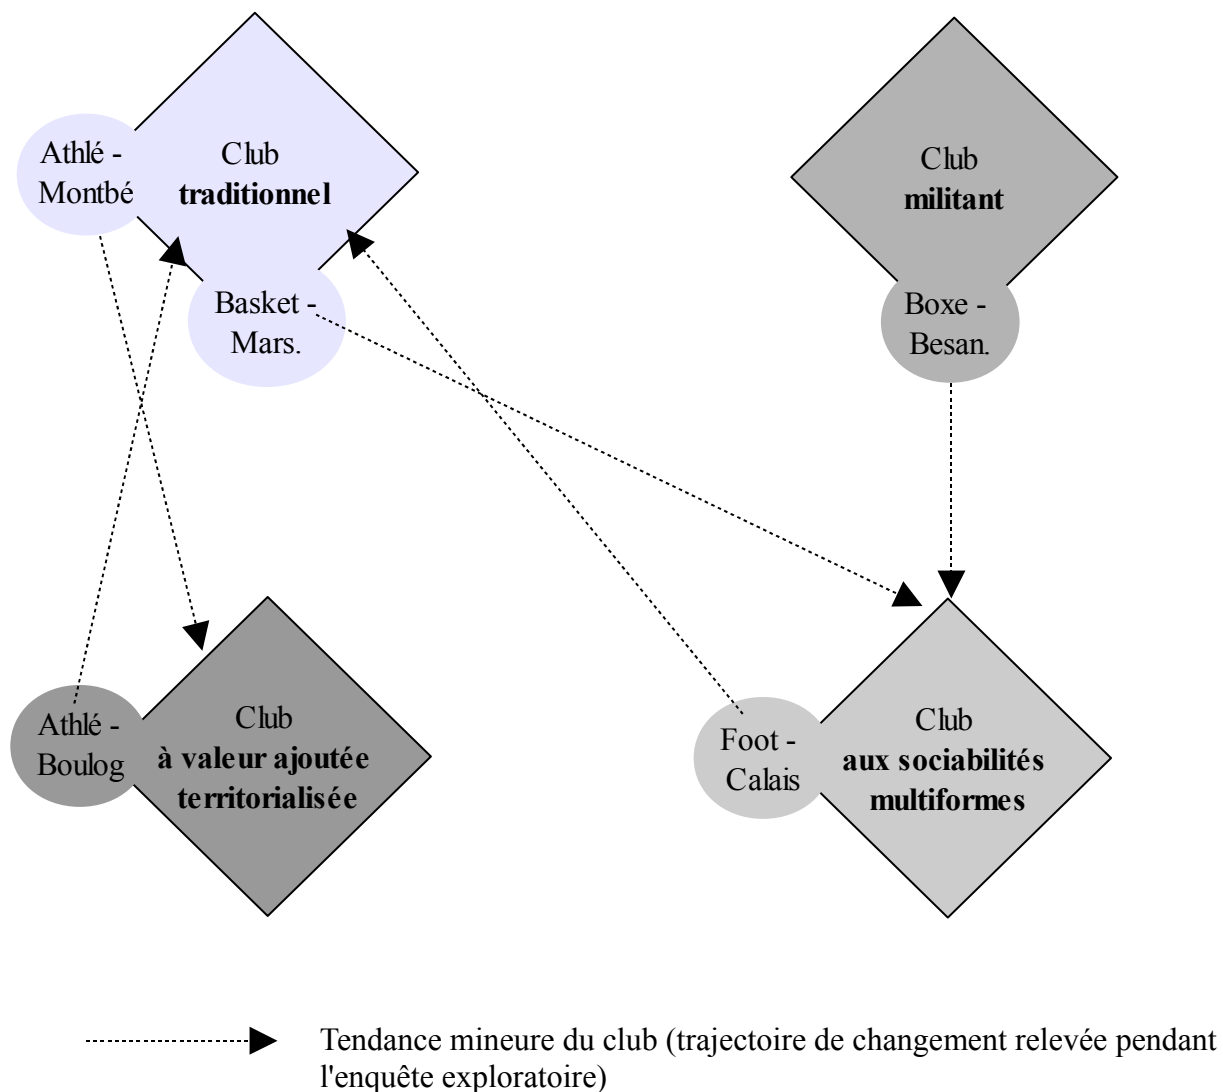 Athlé -
Montbé
Club
traditionnel
Basket -
Mars.
Club
militant
Boxe -
Besan.
Athlé -
Boulog
Club
à valeur ajoutée
territorialisée
Foot -
Calais
Club
aux sociabilités
multiformes
Tendance mineure du club (trajectoire de changement relevée pendant
l'enquête exploratoire)